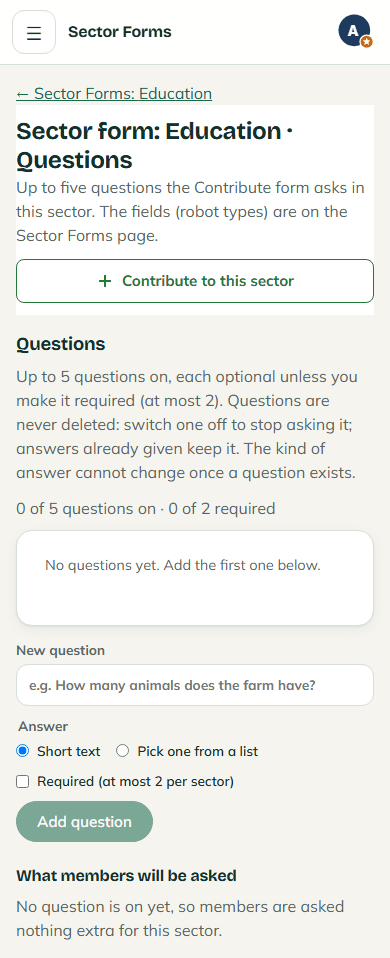 ☰ Sector Forms A
← Sector Forms: Education
Sector form: Education ·
Questions
Up to five questions the Contribute form asks in
this sector. The fields (robot types) are on the
Sector Forms page.
+ Contribute to this sector
Questions
Up to 5 questions on, each optional unless you
make it required (at most 2). Questions are
never deleted: switch one off to stop asking it;
answers already given keep it. The kind of
answer cannot change once a question exists.
0 of 5 questions on · 0 of 2 required
No questions yet. Add the first one below.
New question
e.g. How many animals does the farm have?
Answer
Short text Pick one from a list
Required (at most 2 per sector)
Add question
What members will be asked
No question is on yet, so members are asked
nothing extra for this sector.